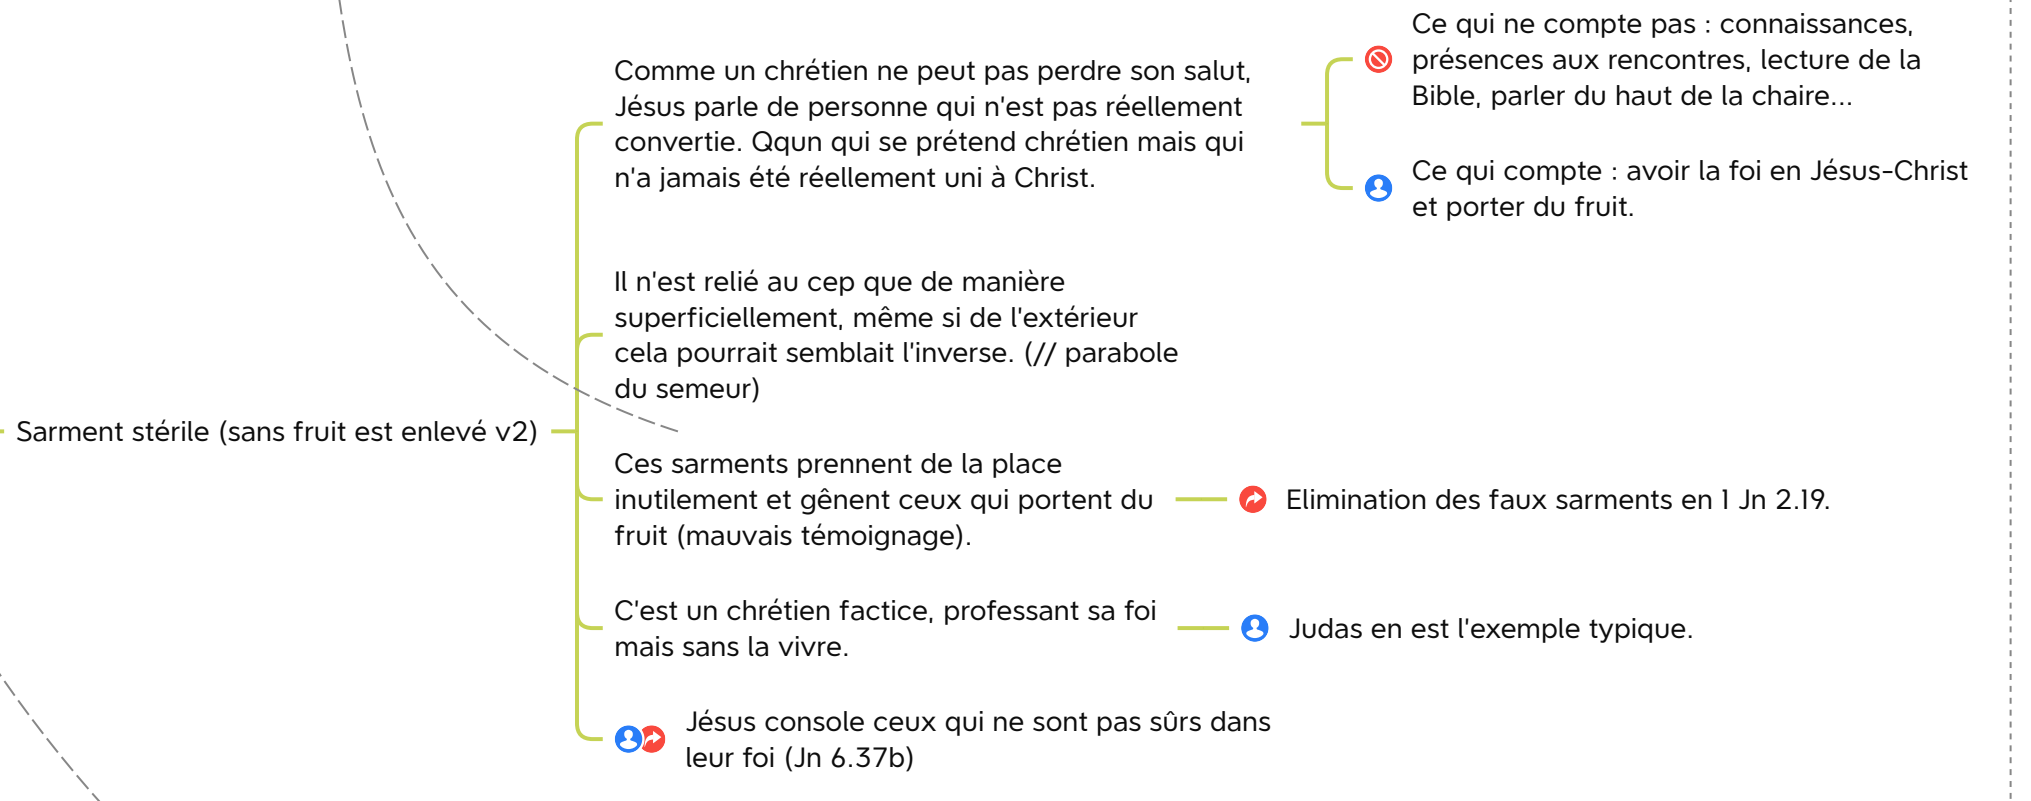 Sarment stérile (sans fruit est enlevé v2)
Comme un chrétien ne peut pas perdre son salut,
Jésus parle de personne qui n'est pas réellement
convertie. Qqun qui se prétend chrétien mais qui
n'a jamais été réellement uni à Christ.
Ce qui ne compte pas : connaissances,
présences aux rencontres, lecture de la
Bible, parler du haut de la chaire...
Ce qui compte : avoir la foi en Jésus-Christ
et porter du fruit.
Il n'est relié au cep que de manière
superficiellement, même si de l'extérieur
cela pourrait semblait l'inverse. (// parabole
du semeur)
Ces sarments prennent de la place
inutilement et gênent ceux qui portent du
fruit (mauvais témoignage).
Elimination des faux sarments en 1 Jn 2.19.
C'est un chrétien factice, professant sa foi
mais sans la vivre.
Judas en est l'exemple typique.
Jésus console ceux qui ne sont pas sûrs dans
leur foi (Jn 6.37b)